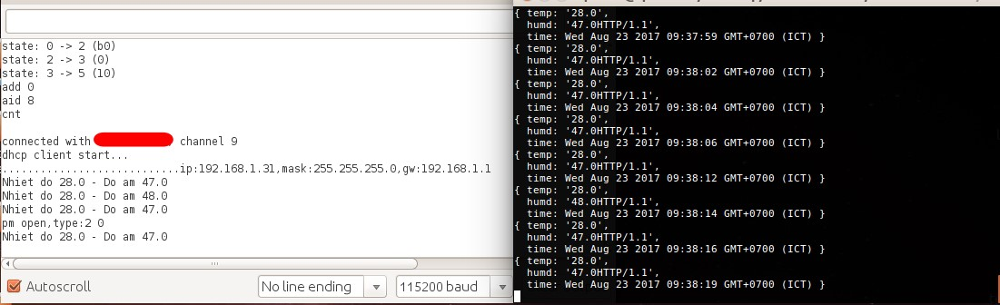 state: 0 -> 2 (b0)
state: 2 -> 3 (0)
state: 3 -> 5 (10)
add 0
aid 8
cnt
connected with channel 9
dhcp client start...
............................ip:192.168.1.31,mask:255.255.255.0,gw:192.168.1.1
Nhiet do 28.0 - Do am 47.0
Nhiet do 28.0 - Do am 48.0
Nhiet do 28.0 - Do am 47.0
pm open,type:2 0
Nhiet do 28.0 - Do am 47.0
Autoscroll
No line ending
115200 baud
{ temp: '28.0',
humd: '47.0HTTP/1.1',
time: Wed Aug 23 2017 09:37:59 GMT+0700 (ICT) }
{ temp: '28.0',
humd: '47.0HTTP/1.1',
time: Wed Aug 23 2017 09:38:02 GMT+0700 (ICT) }
{ temp: '28.0',
humd: '47.0HTTP/1.1',
time: Wed Aug 23 2017 09:38:04 GMT+0700 (ICT) }
{ temp: '28.0',
humd: '47.0HTTP/1.1',
time: Wed Aug 23 2017 09:38:06 GMT+0700 (ICT) }
{ temp: '28.0',
humd: '47.0HTTP/1.1',
time: Wed Aug 23 2017 09:38:12 GMT+0700 (ICT) }
{ temp: '28.0',
humd: '48.0HTTP/1.1',
time: Wed Aug 23 2017 09:38:14 GMT+0700 (ICT) }
{ temp: '28.0',
humd: '47.0HTTP/1.1',
time: Wed Aug 23 2017 09:38:16 GMT+0700 (ICT) }
{ temp: '28.0',
humd: '47.0HTTP/1.1',
time: Wed Aug 23 2017 09:38:19 GMT+0700 (ICT) }